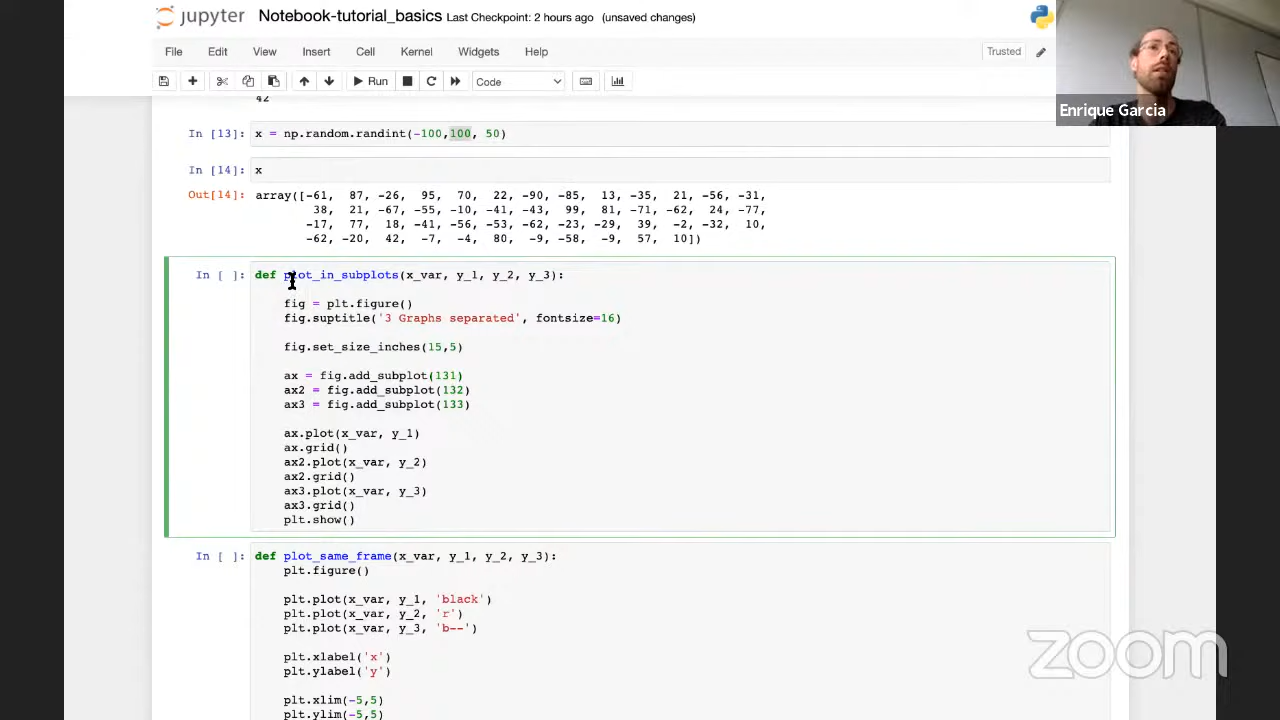 jupyter Notebook-tutorial_basics Last Checkpoint: 2 hours ago (unsaved changes)
File Edit View Insert Cell Kernel Widgets Help Trusted
Run Code
Enrique Garcia
42
In [13]: x = np.random.randint(-100,100, 50)
In [14]: x
Out[14]: array([-61, 87, -26, 95, 70, 22, -90, -85, 13, -35, 21, -56, -31,
38, 21, -67, -55, -10, -41, -43, 99, 81, -71, -62, 24, -77,
-17, 77, 18, -41, -56, -53, -62, -23, -29, 39, -2, -32, 10,
-62, -20, 42, -7, -4, 80, -9, -58, -9, 57, 10])
In [ ]: def plot_in_subplots(x_var, y_1, y_2, y_3):
fig = plt.figure()
fig.suptitle('3 Graphs separated', fontsize=16)
fig.set_size_inches(15,5)
ax = fig.add_subplot(131)
ax2 = fig.add_subplot(132)
ax3 = fig.add_subplot(133)
ax.plot(x_var, y_1)
ax.grid()
ax2.plot(x_var, y_2)
ax2.grid()
ax3.plot(x_var, y_3)
ax3.grid()
plt.show()
In [ ]: def plot_same_frame(x_var, y_1, y_2, y_3):
plt.figure()
plt.plot(x_var, y_1, 'black')
plt.plot(x_var, y_2, 'r')
plt.plot(x_var, y_3, 'b--')
plt.xlabel('x')
plt.ylabel('y')
plt.xlim(-5,5)
plt.ylim(-5,5)
zoom